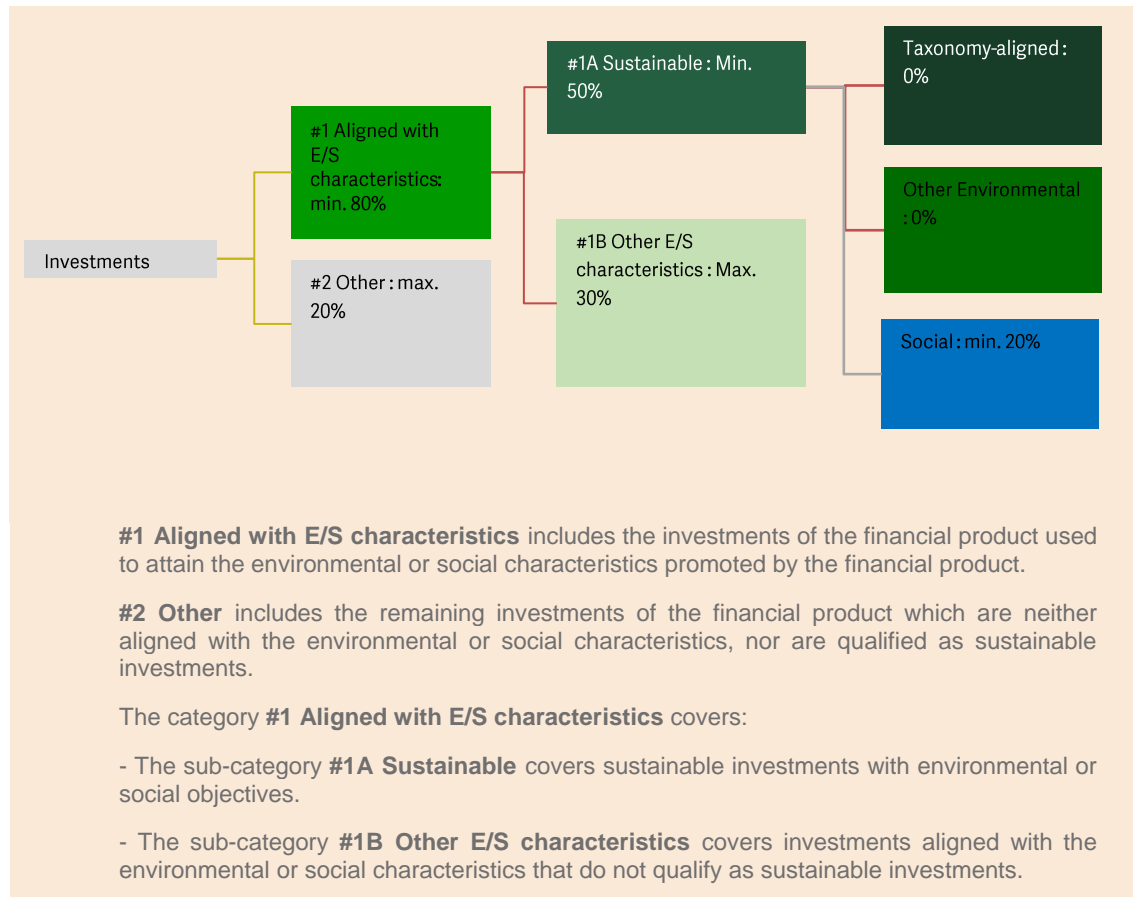 Investments
#1 Aligned with
E/S
characteristics:
min. 80%
#2 Other : max.
20%
#1A Sustainable : Min.
50%
#1B Other E/S
characteristics : Max.
30%
Taxonomy-aligned :
0%
Other Environmental
: 0%
Social : min. 20%
#1 Aligned with E/S characteristics includes the investments of the financial product used
to attain the environmental or social characteristics promoted by the financial product.
#2 Other includes the remaining investments of the financial product which are neither
aligned with the environmental or social characteristics, nor are qualified as sustainable
investments.
The category #1 Aligned with E/S characteristics covers:
- The sub-category #1A Sustainable covers sustainable investments with environmental or
social objectives.
- The sub-category #1B Other E/S characteristics covers investments aligned with the
environmental or social characteristics that do not qualify as sustainable investments.